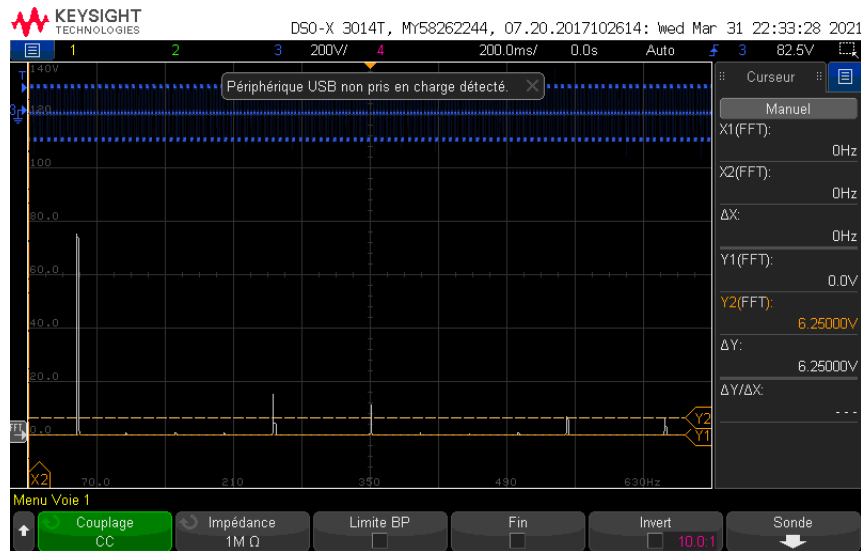 KEYSIGHT
TECHNOLOGIES
DSO-X 3014T, MY58262244, 07.20.2017102614: Wed Mar 31 22:33:28 2021
1 2 3 200V/ 4 200.0ms/ 0.0s Auto 3 82.5V
T
140V
Périphérique USB non pris en charge détecté.
120
100
80.0
60.0
40.0
20.0
0.0
FFT
Y2
Y1
X2
70.0 210 350 490 630Hz
Curseur
Manuel
X1(FFT):
0Hz
X2(FFT):
0Hz
ΔX:
0Hz
Y1(FFT):
0.0V
Y2(FFT):
6.25000V
ΔY:
6.25000V
ΔY/ΔX:
---
Menu Voie 1
Couplage
CC
Impédance
1M Ω
Limite BP
Fin
Invert
10.0:1
Sonde